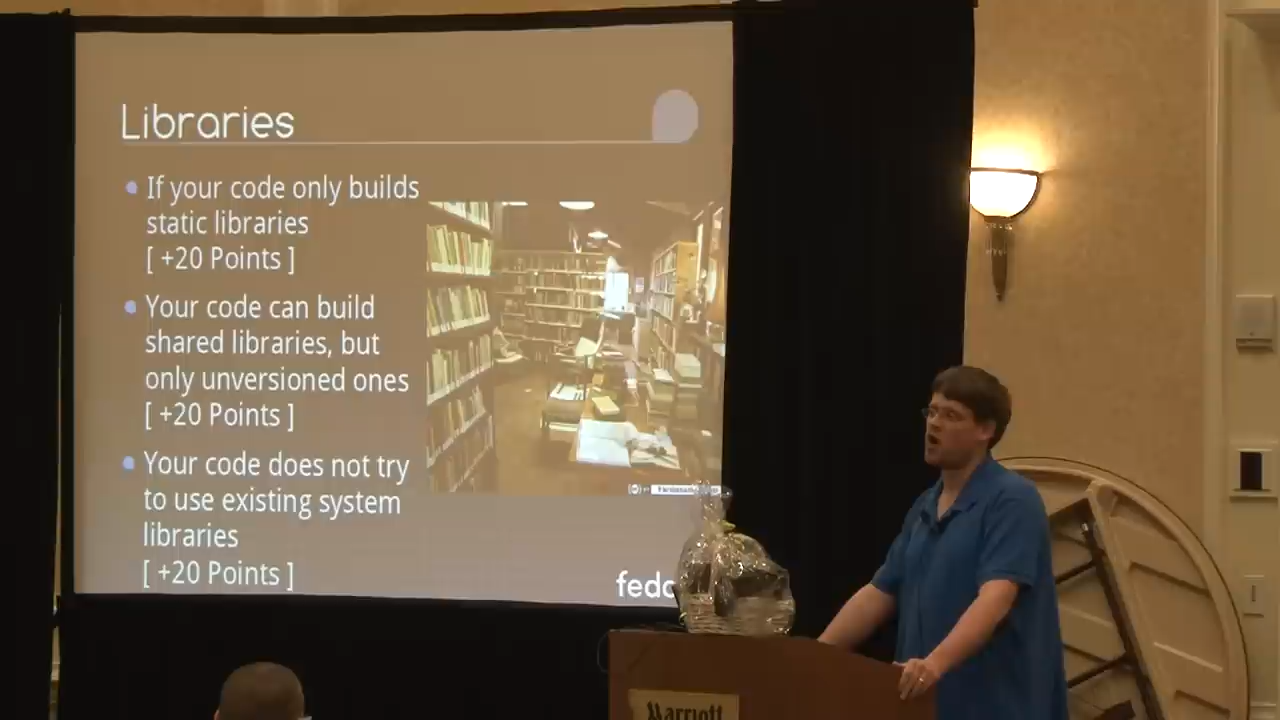 Libraries
If your code only builds
static libraries
[ +20 Points ]
Your code can build
shared libraries, but
only unversioned ones
[ +20 Points ]
Your code does not try
to use existing system
libraries
[ +20 Points ]
fedo
Marriott